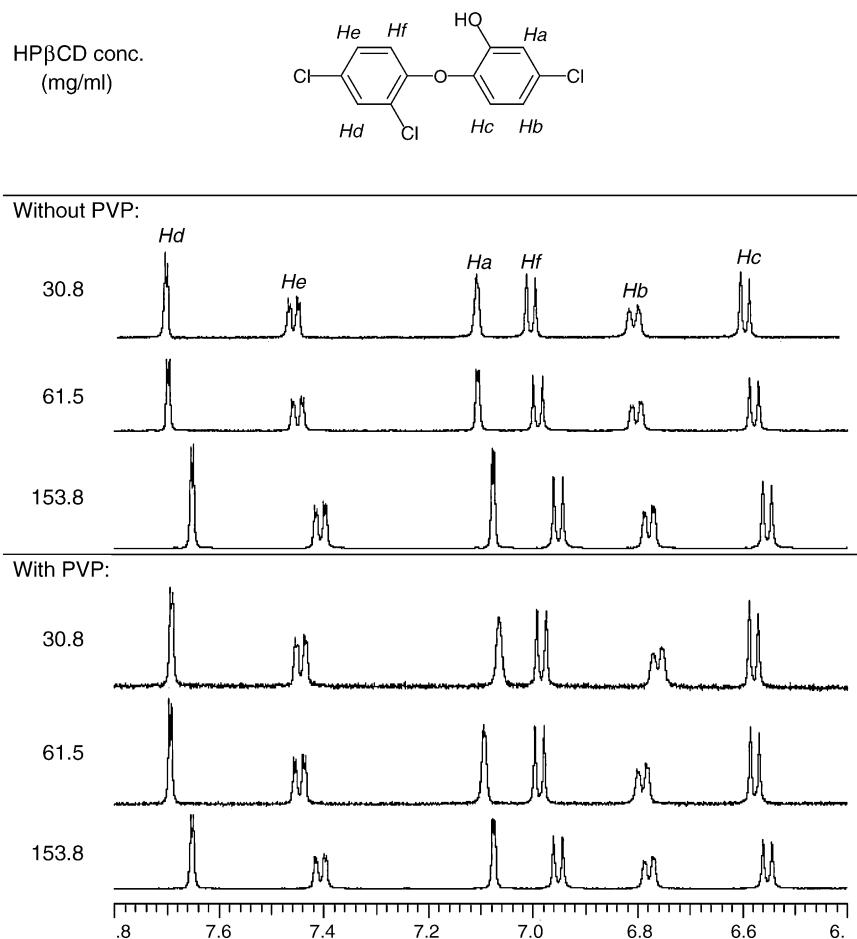 HO
He
Hf
Ha
HPβCD conc.
(mg/ml)
Cl
O
Cl
Hd
Cl
Hc
Hb
Without PVP:
Hd
He
Ha
Hf
Hb
Hc
30.8
61.5
153.8
With PVP:
30.8
61.5
153.8
.8 7.6 7.4 7.2 7.0 6.8 6.6 6.